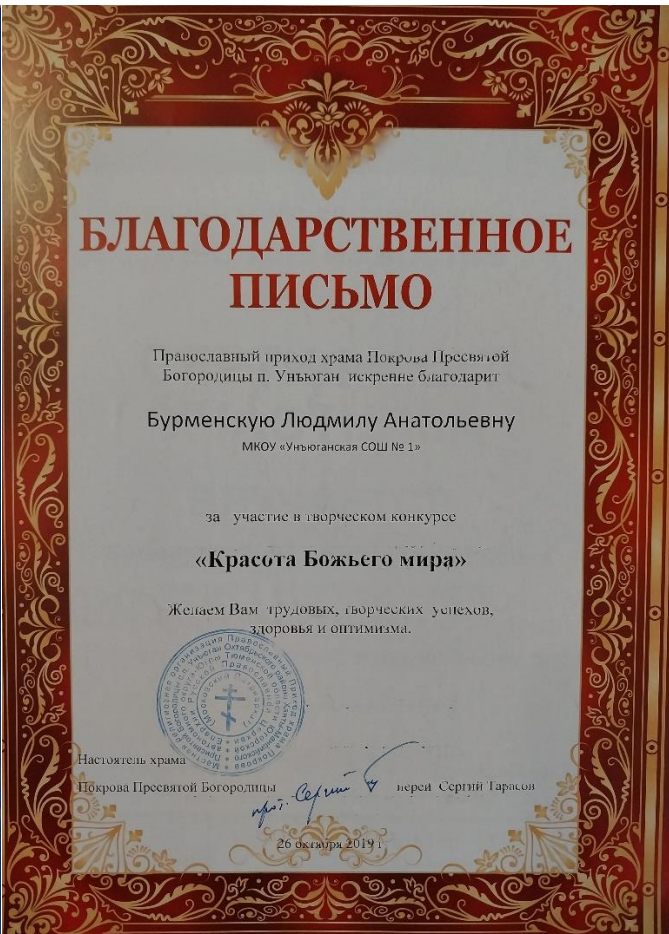 БЛАГОДАРСТВЕННОЕ
ПИСЬМО
Православный приход храма Покрова Пресвятой
Богородицы п. Унъюган искренне благодарит
Бурменскую Людмилу Анатольевну
МКОУ «Унъюганская СОШ № 1»
за участие в творческом конкурсе
«Красота Божьего мира»
Желаем Вам трудовых, творческих успехов,
здоровья и оптимизма.
Настоятель храма
Покрова Пресвятой Богородицы
прот. Сергий
иерей Сергий Тарасов
26 октября 2019 г